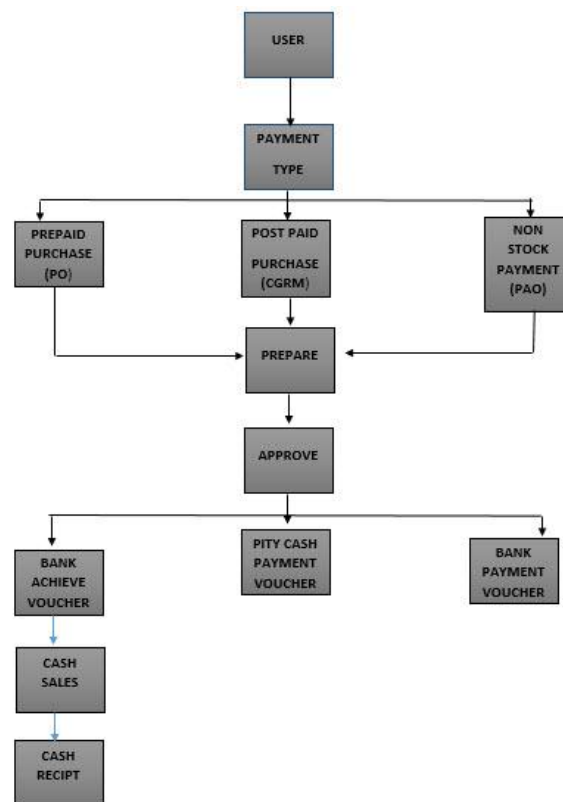 USER
PAYMENT
TYPE
PREPAID
PURCHASE
(PO)
POST PAID
PURCHASE
(CGRM)
NON
STOCK
PAYMENT
(PAO)
PREPARE
APPROVE
BANK
ACHIEVE
VOUCHER
PITY CASH
PAYMENT
VOUCHER
BANK
PAYMENT
VOUCHER
CASH
SALES
CASH
RECIPT